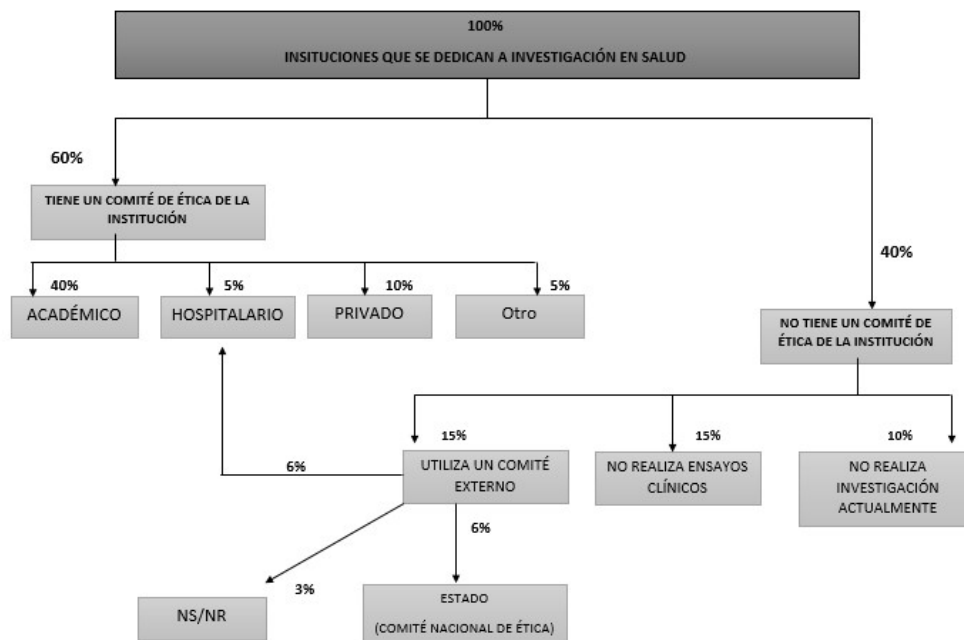 100%
INSITUCIONES QUE SE DEDICAN A INVESTIGACIÓN EN SALUD
60%
TIENE UN COMITÉ DE ÉTICA DE LA
INSTITUCIÓN
40%
40%
5%
10%
5%
ACADÉMICO
HOSPITALARIO
PRIVADO
Otro
NO TIENE UN COMITÉ DE
ÉTICA DE LA INSTITUCIÓN
15%
15%
10%
6%
UTILIZA UN COMITÉ
EXTERNO
NO REALIZA ENSAYOS
CLÍNICOS
NO REALIZA
INVESTIGACIÓN
ACTUALMENTE
6%
3%
NS/NR
ESTADO
(COMITÉ NACIONAL DE ÉTICA)